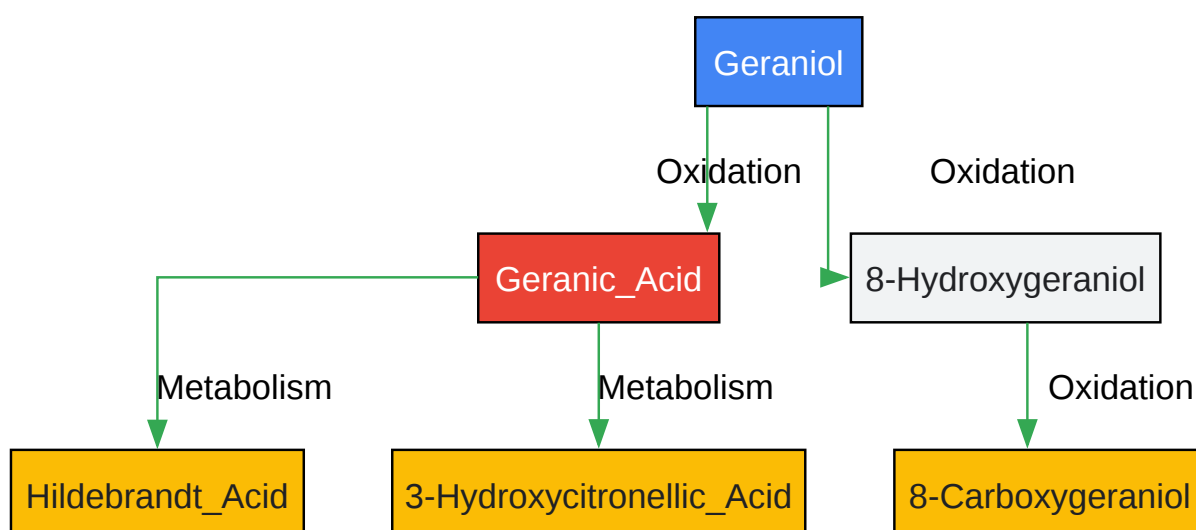 Geraniol
Oxidation
Oxidation
Geranic_Acid
8-Hydroxygeraniol
Metabolism
Metabolism
Oxidation
Hildebrandt_Acid
3-Hydroxycitronellic_Acid
8-Carboxygeraniol